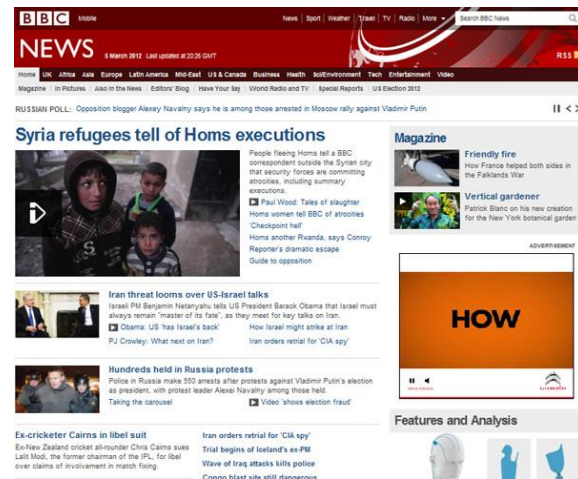 BBC Mobile News Sport Weather Travel TV Radio More Search BBC News
NEWS 5 March 2012 Last updated at 20:26 GMT RSS
Home UK Africa Asia Europe Latin America Mid-East US & Canada Business Health Sci/Environment Tech Entertainment Video
Magazine In Pictures Also in the News Editors' Blog Have Your Say World Radio and TV Special Reports US Election 2012
RUSSIAN POLL: Opposition blogger Alexey Navalny says he is among those arrested in Moscow rally against Vladimir Putin
Syria refugees tell of Homs executions
People fleeing Homs tell a BBC
correspondent outside the Syrian city
that security forces are committing
atrocities, including summary
executions.
Paul Wood: Tales of slaughter
Homs women tell BBC of atrocities
'Checkpoint hell'
Homs another Rwanda, says Conroy
Reporter's dramatic escape
Guide to opposition
Iran threat looms over US-Israel talks
Israeli PM Benjamin Netanyahu tells US President Barack Obama that Israel must
always remain "master of its fate", as they meet for key talks on Iran.
Obama: US 'has Israel's back' How Israel might strike at Iran
PJ Crowley: What next on Iran? Iran orders retrial for 'CIA spy'
Hundreds held in Russia protests
Police in Russia make 550 arrests after protests against Vladimir Putin's election
as president, with protest leader Alexei Navalny among those held.
Taking the carousel Video 'shows election fraud'
Ex-cricketer Cairns in libel suit
Ex-New Zealand cricket all-rounder Chris Cairns sues
Lalit Modi, the former chairman of the IPL, for libel
over claims of involvement in match fixing.
Iran orders retrial for 'CIA spy'
Trial begins of Iceland's ex-PM
Wave of Iraq attacks kills police
Congo blast site still dangerous
Magazine
Friendly fire
How France helped both sides in
the Falklands War
Vertical gardener
Patrick Blanc on his new creation
for the New York botanical garden
ADVERTISEMENT
HOW
Features and Analysis